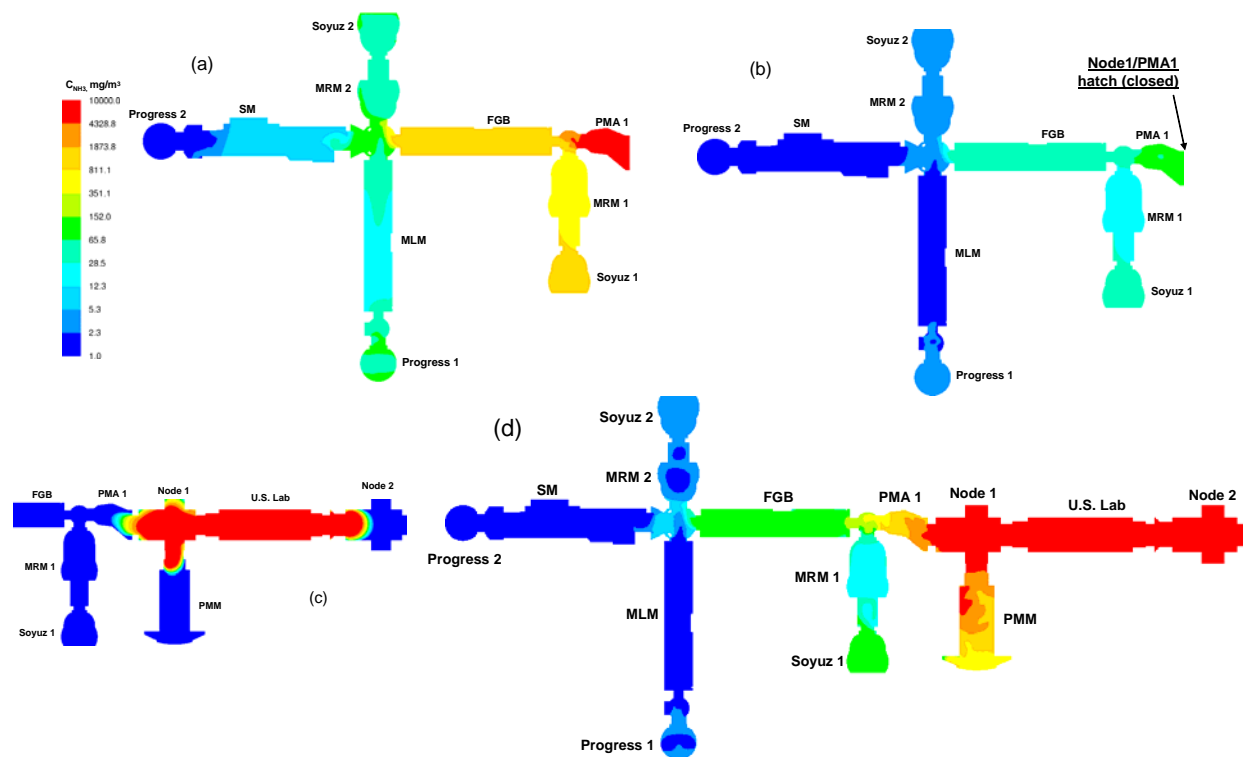 Soyuz 2
(a)
MRM 2
C_NH3, mg/m³
10000.0
4328.8
1873.8
811.1
351.1
152.0
65.8
28.5
12.3
5.3
2.3
1.0
Progress 2
SM
FGB
PMA 1
MRM 1
MLM
Soyuz 1
Progress 1
Soyuz 2
(b)
Node1/PMA1
hatch (closed)
MRM 2
Progress 2
SM
FGB
PMA 1
MRM 1
MLM
Soyuz 1
Progress 1
FGB
PMA 1
Node 1
U.S. Lab
Node 2
MRM 1
(c)
PMM
Soyuz 1
(d)
Soyuz 2
MRM 2
SM
FGB
PMA 1
Node 1
U.S. Lab
Node 2
Progress 2
MRM 1
MLM
PMM
Soyuz 1
Progress 1